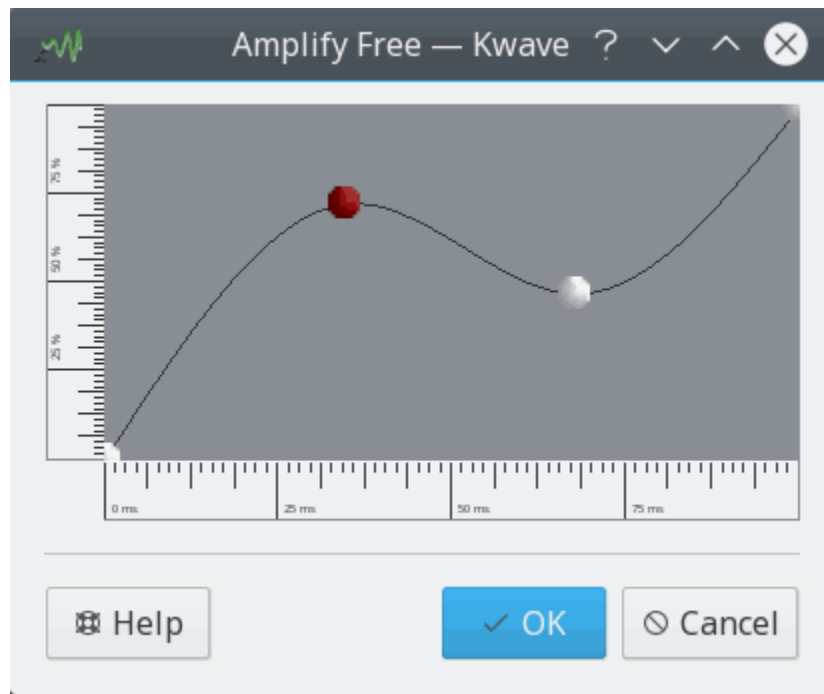 Amplify Free — Kwave ?
75 %
50 %
25 %
0 ms 25 ms 50 ms 75 ms
Help OK Cancel